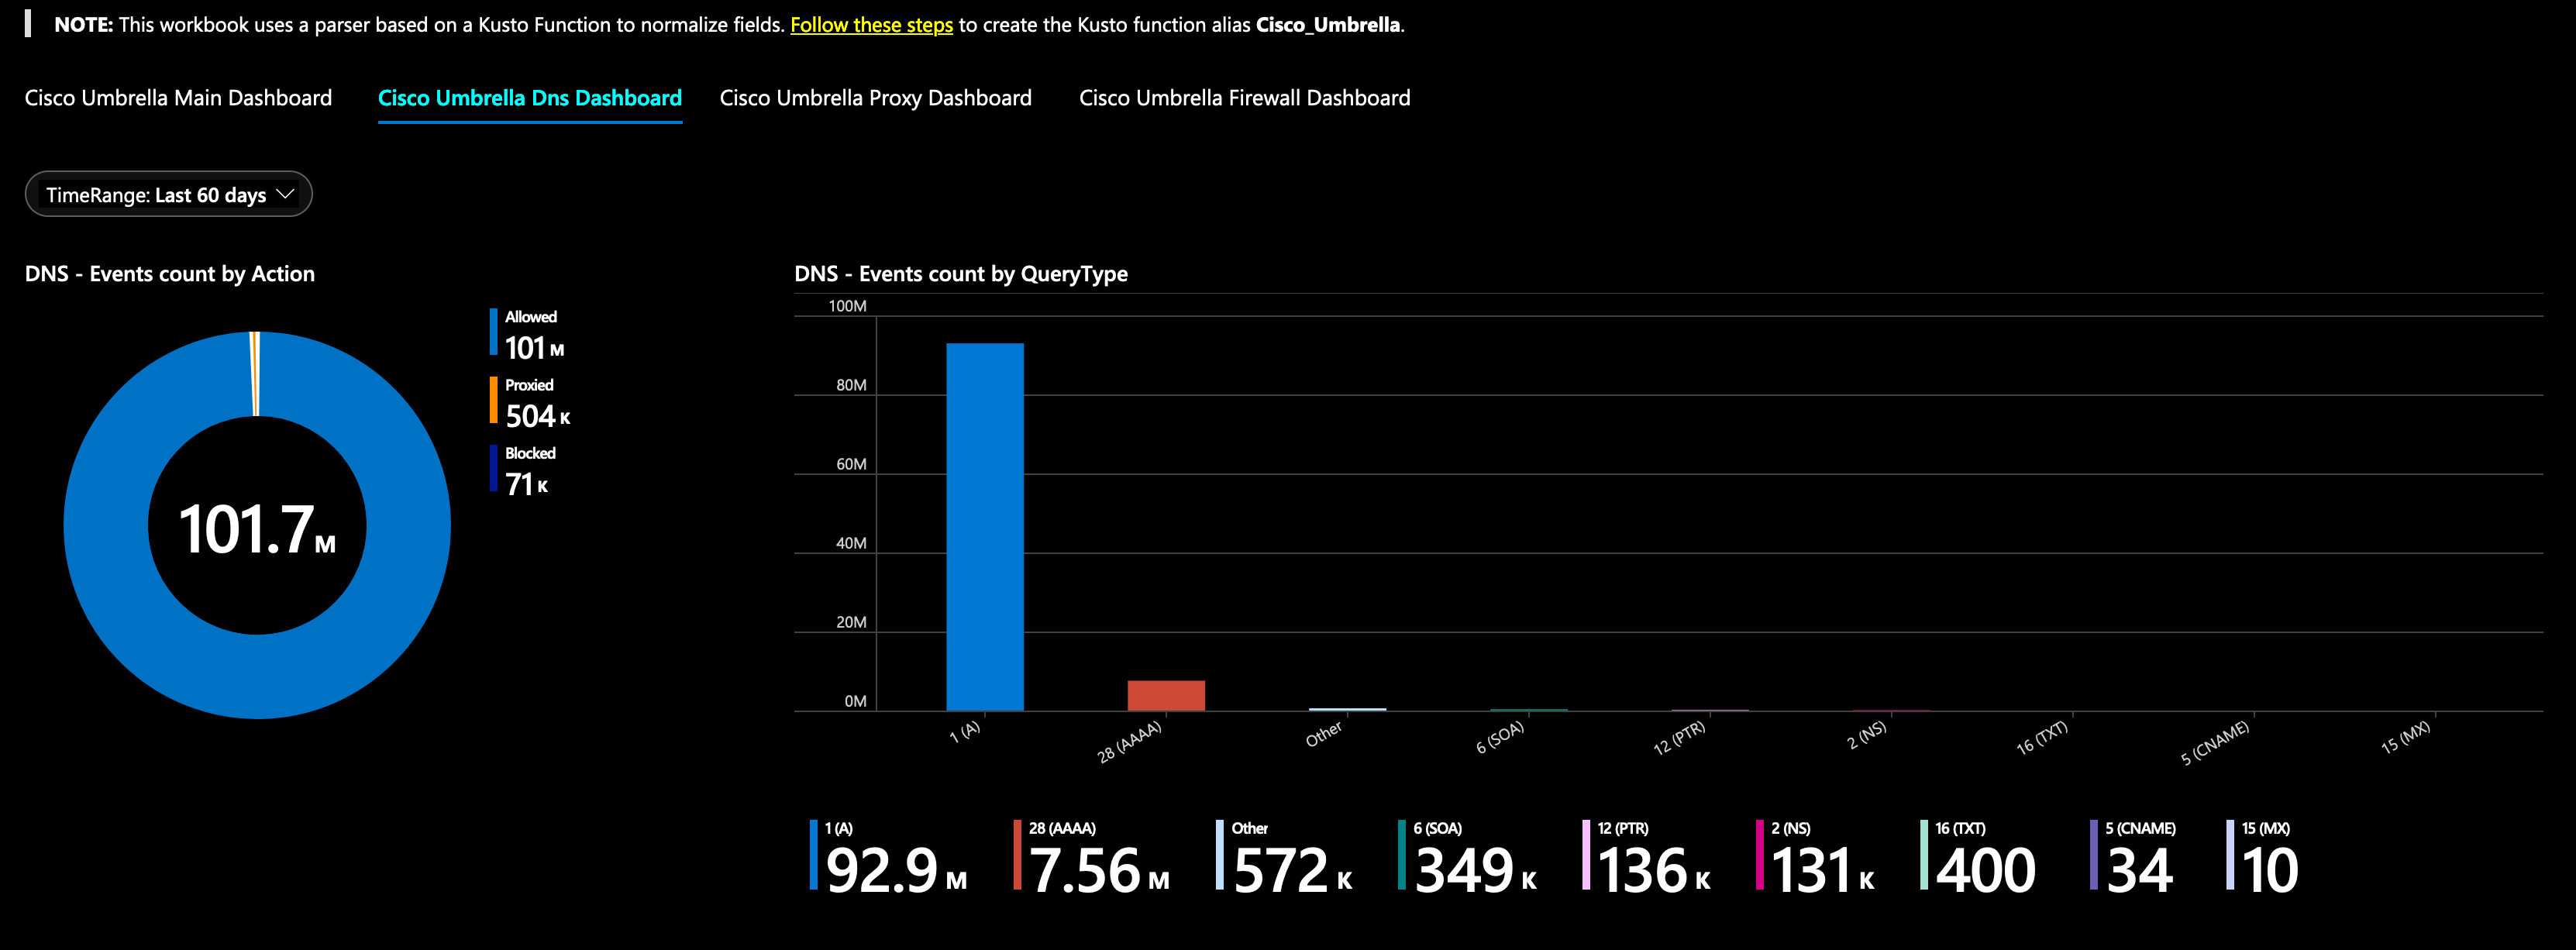 NOTE: This workbook uses a parser based on a Kusto Function to normalize fields. Follow these steps to create the Kusto function alias Cisco_Umbrella.
Cisco Umbrella Main Dashboard
Cisco Umbrella Dns Dashboard
Cisco Umbrella Proxy Dashboard
Cisco Umbrella Firewall Dashboard
TimeRange: Last 60 days
DNS - Events count by Action
Allowed
101 M
Proxied
504 K
Blocked
71 K
101.7 M
DNS - Events count by QueryType
100M
80M
60M
40M
20M
0M
1 (A)
28 (AAAA)
Other
6 (SOA)
12 (PTR)
2 (NS)
16 (TXT)
5 (CNAME)
15 (MX)
1 (A)
92.9 M
28 (AAAA)
7.56 M
Other
572 K
6 (SOA)
349 K
12 (PTR)
136 K
2 (NS)
131 K
16 (TXT)
400
5 (CNAME)
34
15 (MX)
10